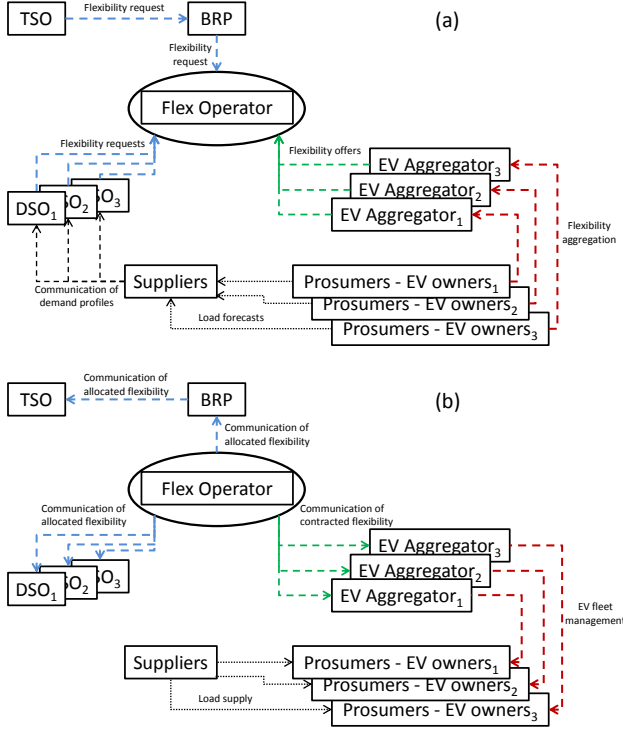 (a)
TSO
Flexibility request
BRP
Flexibility
request
Flex Operator
Flexibility requests
Flexibility offers
EV Aggregator3
EV Aggregator2
EV Aggregator1
DSO1
SO2
SO3
Flexibility
aggregation
Communication of
demand profiles
Suppliers
Load forecasts
Prosumers - EV owners1
Prosumers - EV owners2
Prosumers - EV owners3
(b)
TSO
Communication of
allocated flexibility
BRP
Communication of
allocated flexibility
Flex Operator
Communication of
allocated flexibility
Communication of
contracted flexibility
EV Aggregator3
EV Aggregator2
EV Aggregator1
DSO1
SO2
SO3
EV fleet
management
Suppliers
Load supply
Prosumers - EV owners1
Prosumers - EV owners2
Prosumers - EV owners3